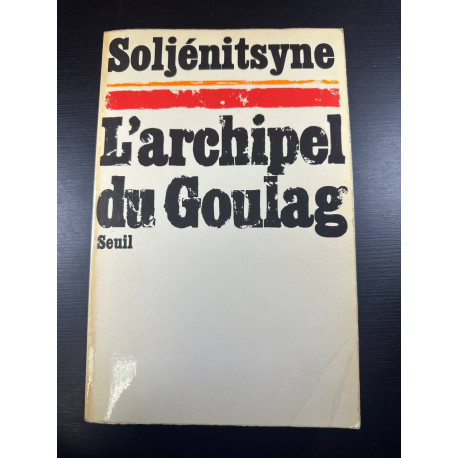 Soljénitsyne
L'archipel
du Goulag
Seuil